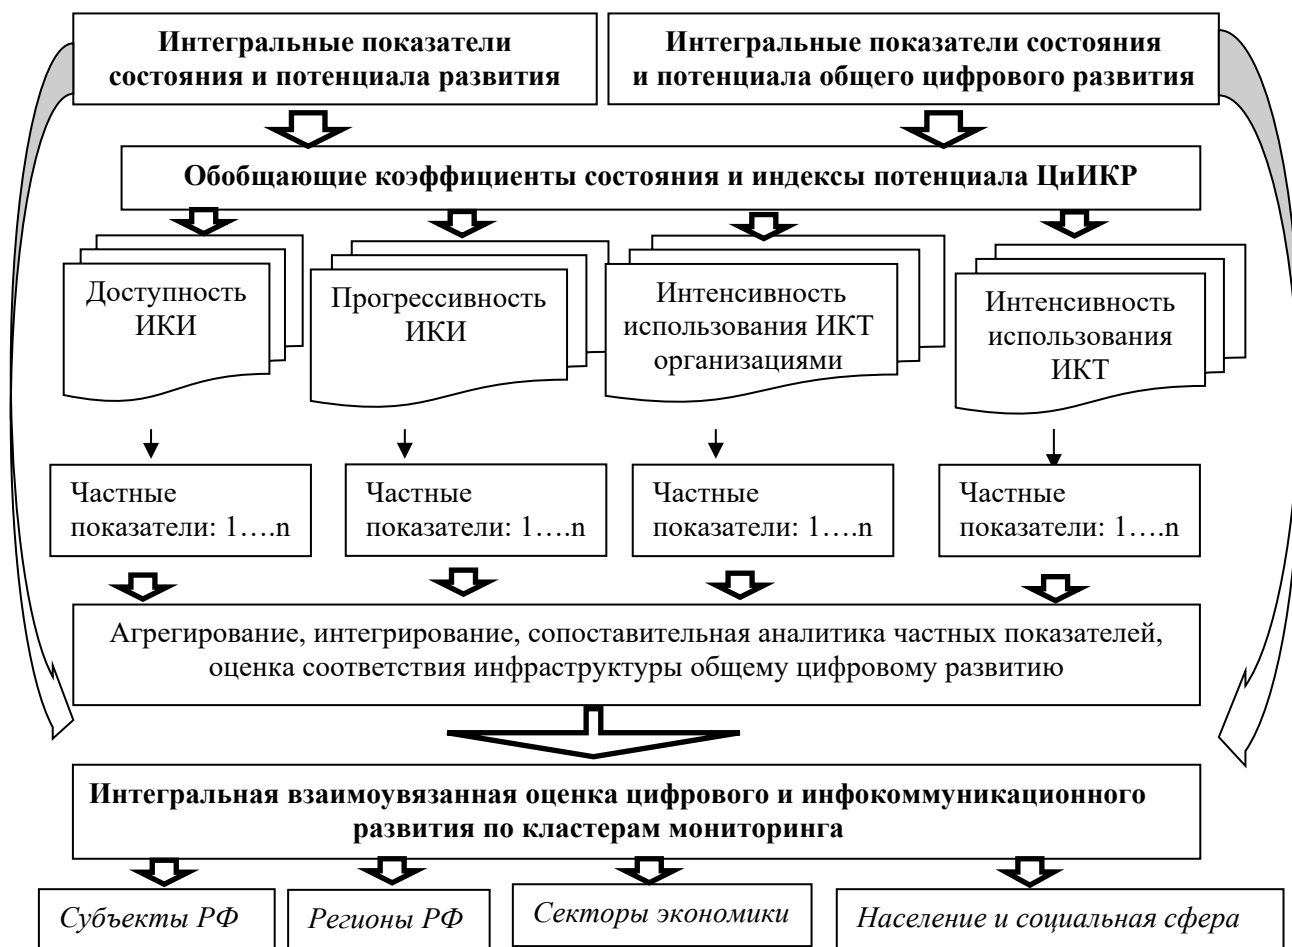 Интегральные показатели
состояния и потенциала развития
Интегральные показатели состояния
и потенциала общего цифрового развития
Обобщающие коэффициенты состояния и индексы потенциала ЦиИКР
Доступность
ИКИ
Прогрессивность
ИКИ
Интенсивность
использования ИКТ
организациями
Интенсивность
использования
ИКТ
Частные
показатели: 1….n
Частные
показатели: 1….n
Частные
показатели: 1….n
Частные
показатели: 1….n
Агрегирование, интегрирование, сопоставительная аналитика частных показателей,
оценка соответствия инфраструктуры общему цифровому развитию
Интегральная взаимоувязанная оценка цифрового и инфокоммуникационного
развития по кластерам мониторинга
Субъекты РФ
Регионы РФ
Секторы экономики
Население и социальная сфера